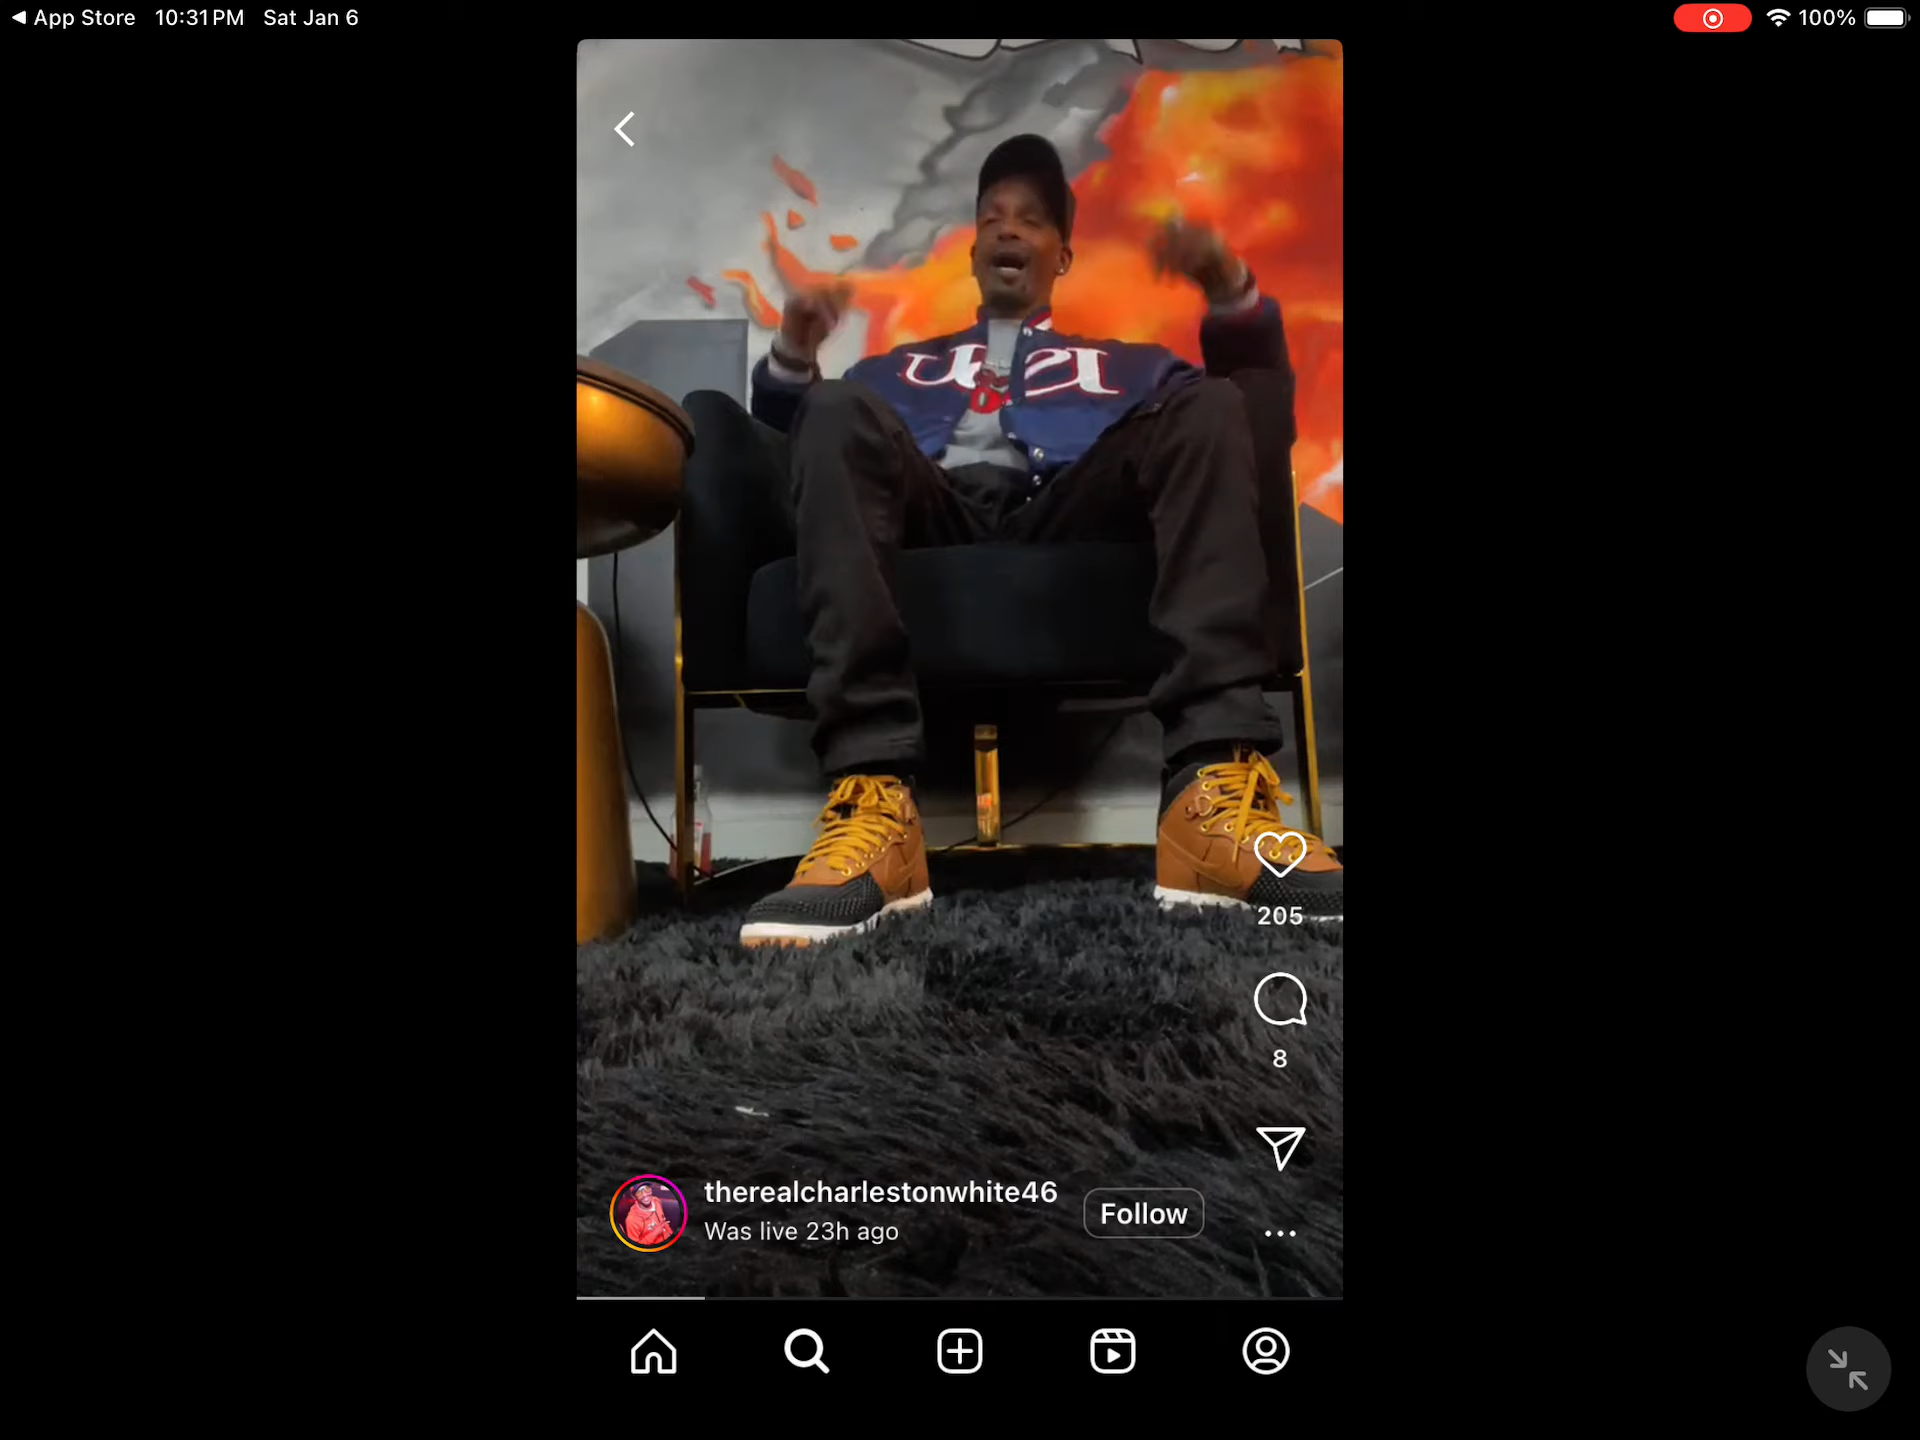 App Store 10:31 PM Sat Jan 6 100%
205
8
therealcharlestonwhite46
Was live 23h ago
Follow